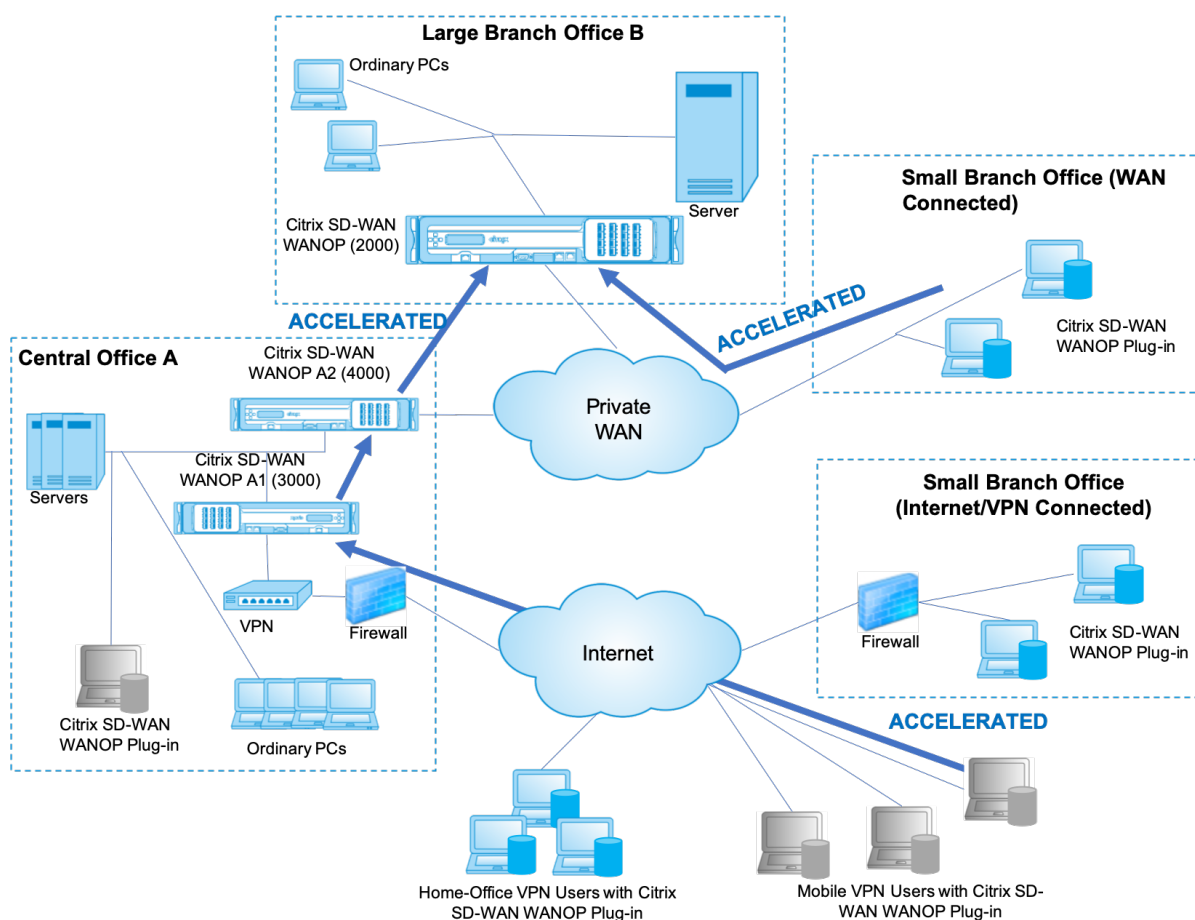 Large Branch Office B
Ordinary PCs
Server
Citrix SD-WAN
WANOP (2000)
Small Branch Office (WAN
Connected)
Citrix SD-WAN
WANOP Plug-in
ACCELERATED
ACCELERATED
Central Office A
Citrix SD-WAN
WANOP A2 (4000)
Private
WAN
Servers
Citrix SD-WAN
WANOP A1 (3000)
VPN
Firewall
Citrix SD-WAN
WANOP Plug-in
Ordinary PCs
Internet
Small Branch Office
(Internet/VPN Connected)
Firewall
Citrix SD-WAN
WANOP Plug-in
ACCELERATED
Home-Office VPN Users with Citrix
SD-WAN WANOP Plug-in
Mobile VPN Users with Citrix SD-
WAN WANOP Plug-in